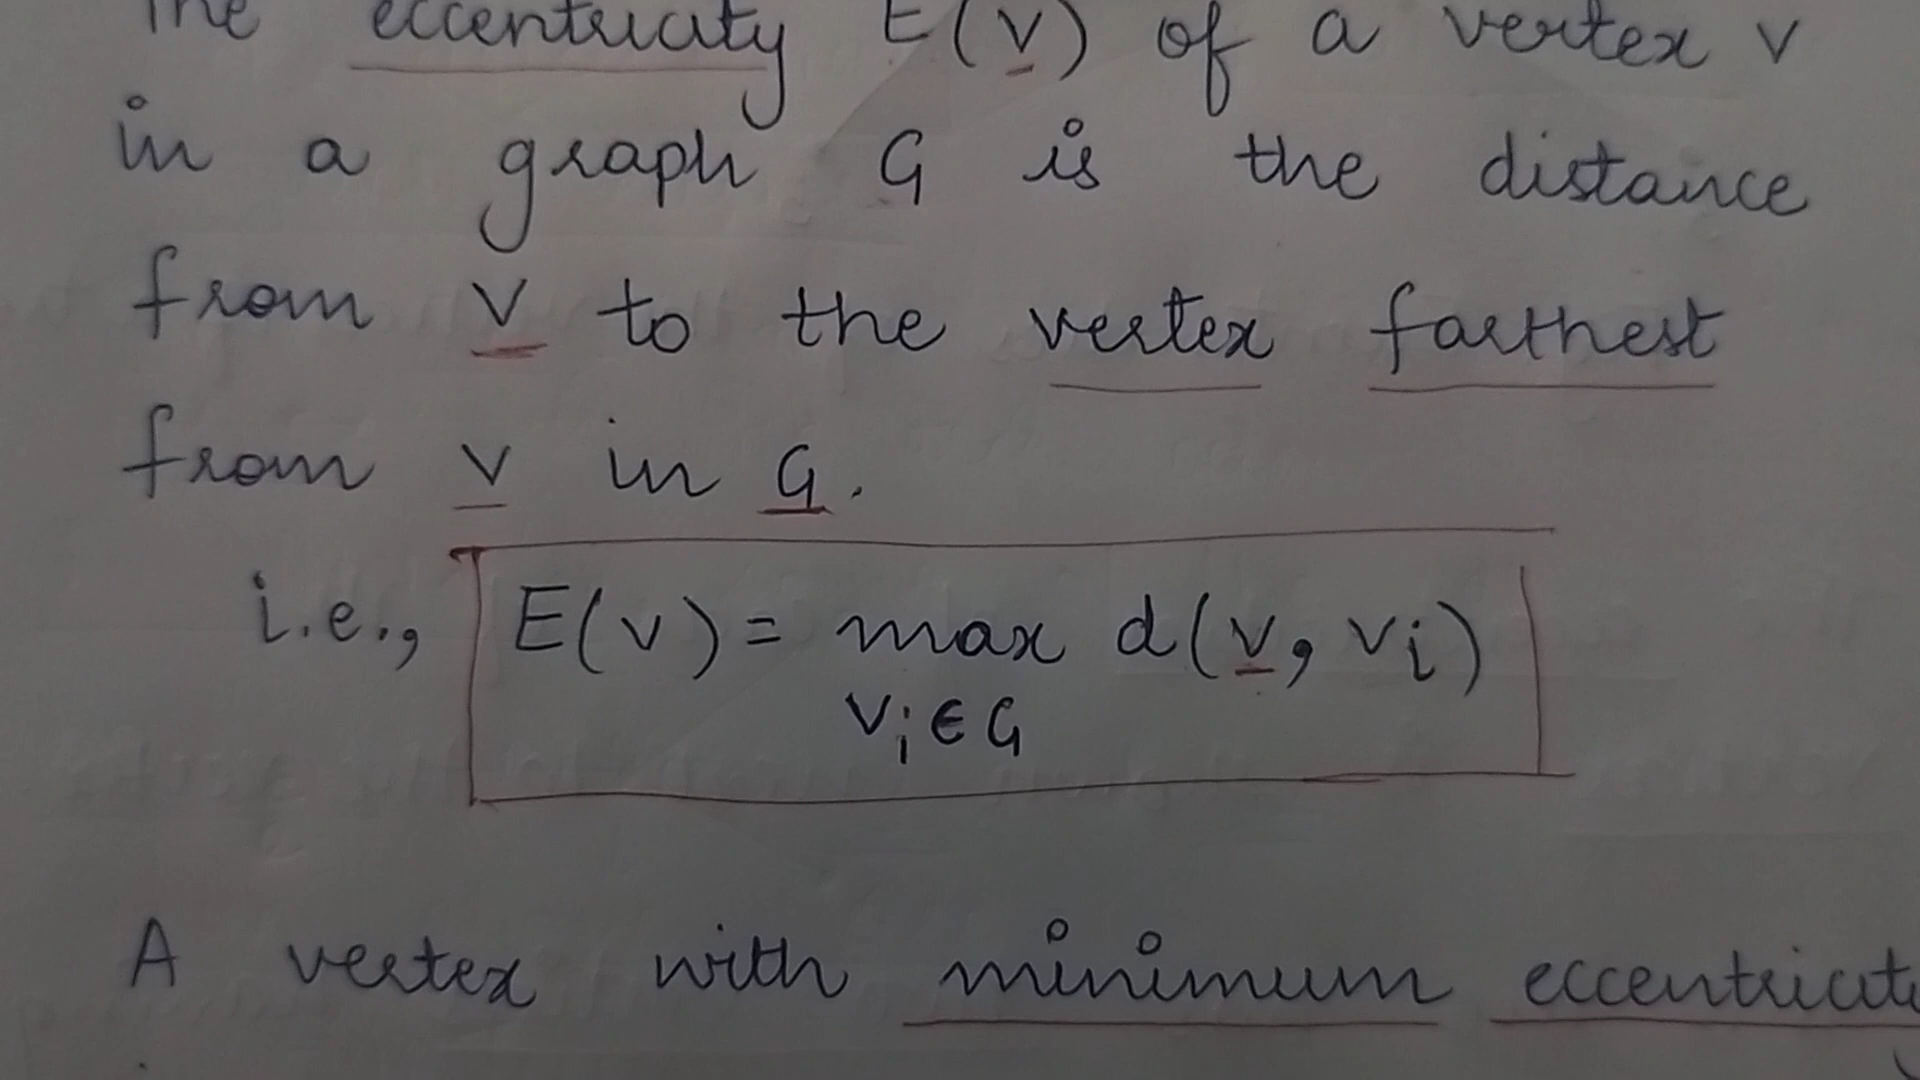 The eccentricity E(v) of a vertex v
in a graph G is the distance
from v to the vertex farthest
from v in G.
i.e., E(v) = max d(v, vi)
vi ∈ G
A vertex with minimum eccentricity